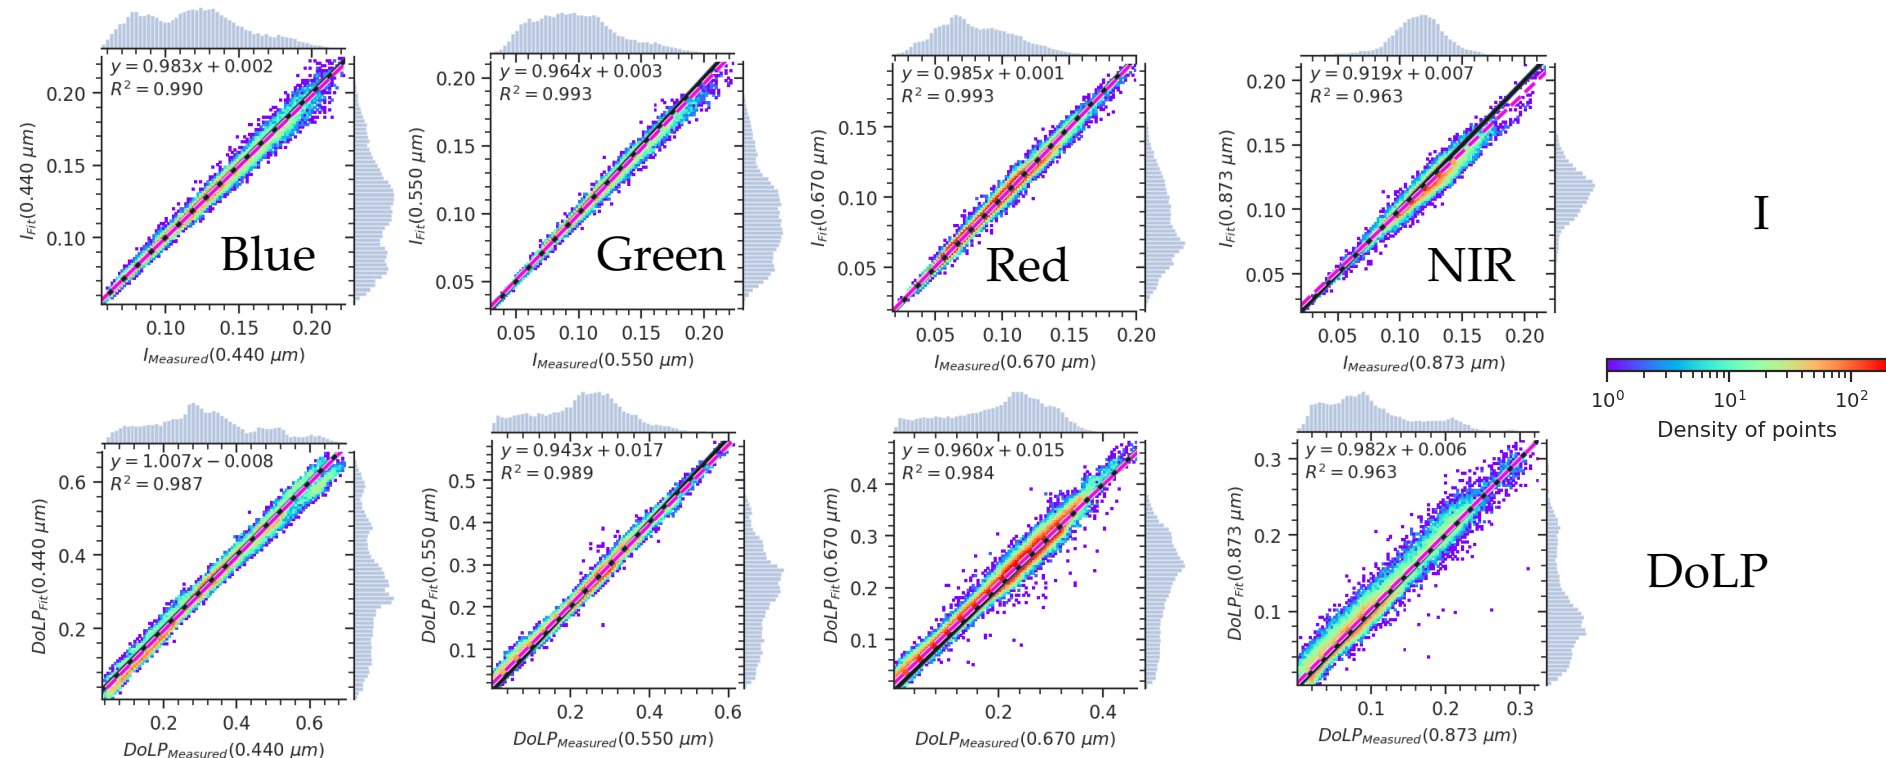 y = 0.983x + 0.002
R² = 0.990
0.20
0.15
0.10
I_Fit(0.440 μm)
Blue
0.10 0.15 0.20
I_Measured(0.440 μm)
y = 0.964x + 0.003
R² = 0.993
0.20
0.15
0.10
0.05
I_Fit(0.550 μm)
Green
0.05 0.10 0.15 0.20
I_Measured(0.550 μm)
y = 0.985x + 0.001
R² = 0.993
0.15
0.10
0.05
I_Fit(0.670 μm)
Red
0.05 0.10 0.15 0.20
I_Measured(0.670 μm)
y = 0.919x + 0.007
R² = 0.963
0.20
0.15
0.10
0.05
I_Fit(0.873 μm)
NIR
0.05 0.10 0.15 0.20
I_Measured(0.873 μm)
I
10⁰ 10¹ 10²
Density of points
y = 1.007x − 0.008
R² = 0.987
0.6
0.4
0.2
DoLP_Fit(0.440 μm)
0.2 0.4 0.6
DoLP_Measured(0.440 μm)
y = 0.943x + 0.017
R² = 0.989
0.5
0.4
0.3
0.2
0.1
DoLP_Fit(0.550 μm)
0.2 0.4 0.6
DoLP_Measured(0.550 μm)
y = 0.960x + 0.015
R² = 0.984
0.4
0.3
0.2
0.1
DoLP_Fit(0.670 μm)
0.2 0.4
DoLP_Measured(0.670 μm)
y = 0.982x + 0.006
R² = 0.963
0.3
0.2
0.1
DoLP_Fit(0.873 μm)
0.1 0.2 0.3
DoLP_Measured(0.873 μm)
DoLP